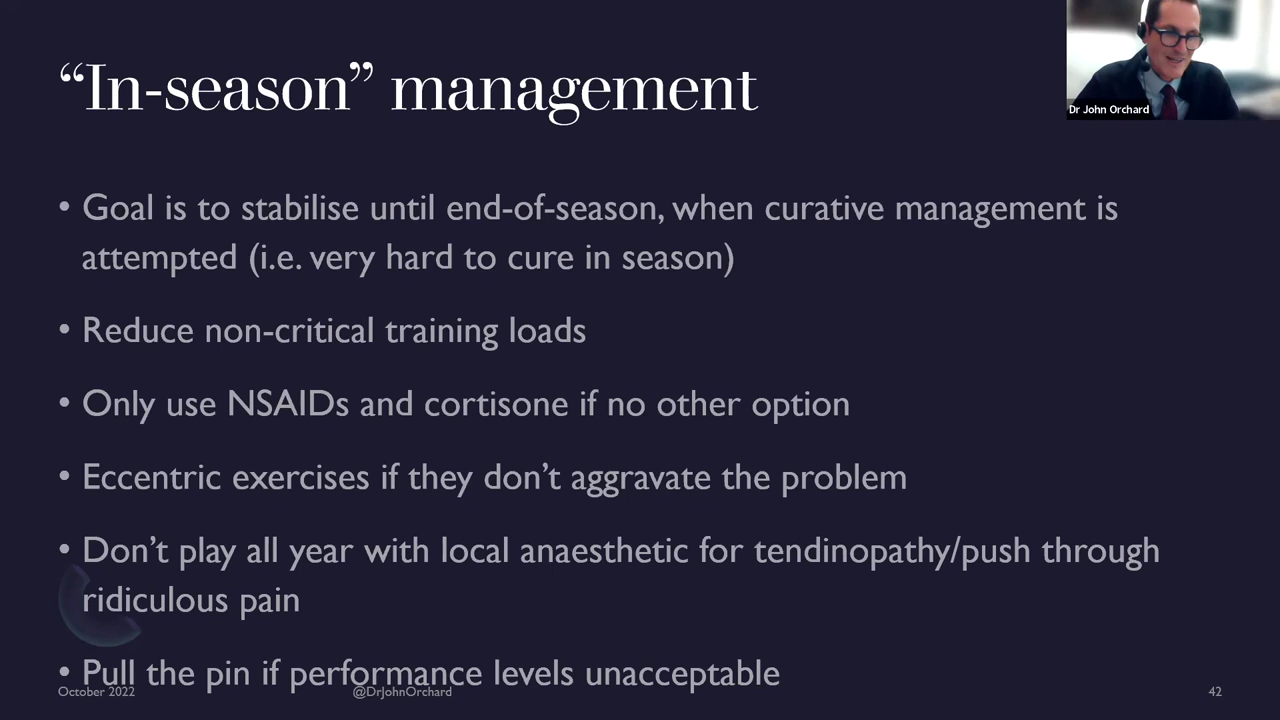 “In-season” management
Dr John Orchard
• Goal is to stabilise until end-of-season, when curative management is
attempted (i.e. very hard to cure in season)
• Reduce non-critical training loads
• Only use NSAIDs and cortisone if no other option
• Eccentric exercises if they don’t aggravate the problem
• Don’t play all year with local anaesthetic for tendinopathy/push through
ridiculous pain
• Pull the pin if performance levels unacceptable
October 2022
@DrJohnOrchard
42